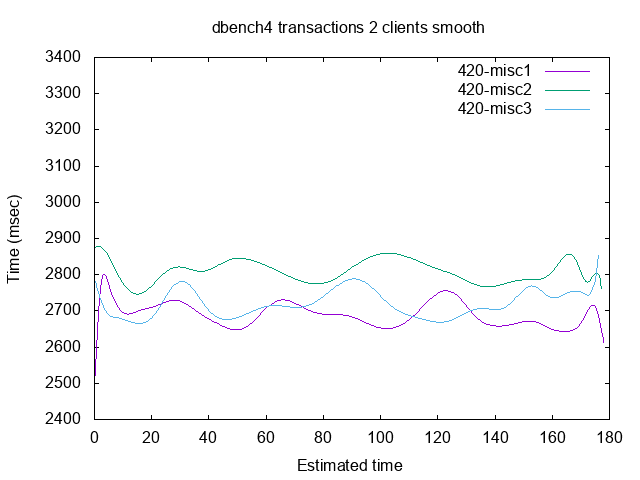 dbench4 transactions 2 clients smooth
3400
3300
3200
3100
3000
2900
2800
2700
2600
2500
2400
Time (msec)
420-misc1
420-misc2
420-misc3
0 20 40 60 80 100 120 140 160 180
Estimated time